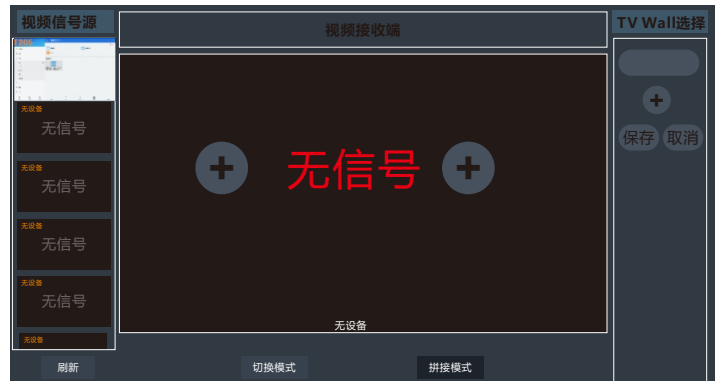 视频信号源
视频接收端
TV Wall选择
无设备
无信号
无设备
无信号
无设备
无信号
无设备
无信号
无设备
无信号
无设备
保存
取消
刷新
切换模式
拼接模式